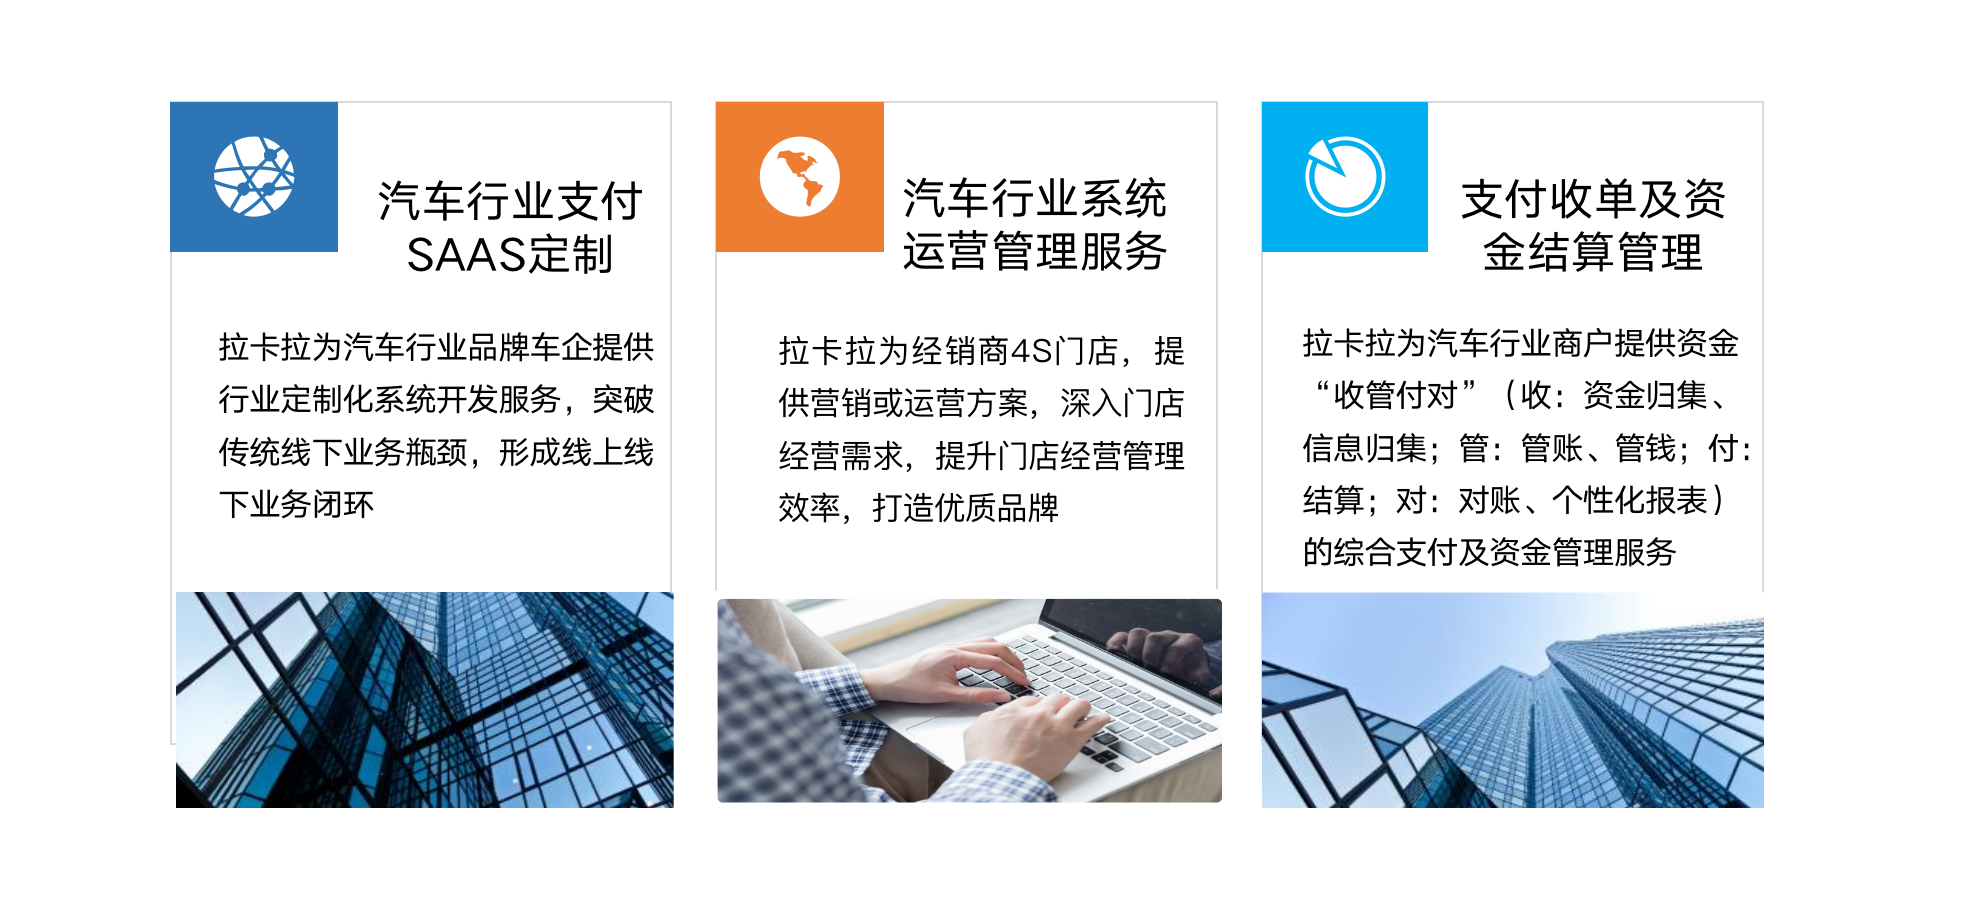 汽车行业支付
SAAS定制
拉卡拉为汽车行业品牌车企提供
行业定制化系统开发服务，突破
传统线下业务瓶颈，形成线上线
下业务闭环
汽车行业系统
运营管理服务
拉卡拉为经销商4S门店，提
供营销或运营方案，深入门店
经营需求，提升门店经营管理
效率，打造优质品牌
支付收单及资
金结算管理
拉卡拉为汽车行业商户提供资金
“收管付对”（收：资金归集、
信息归集；管：管账、管钱；付：
结算；对：对账、个性化报表）
的综合支付及资金管理服务